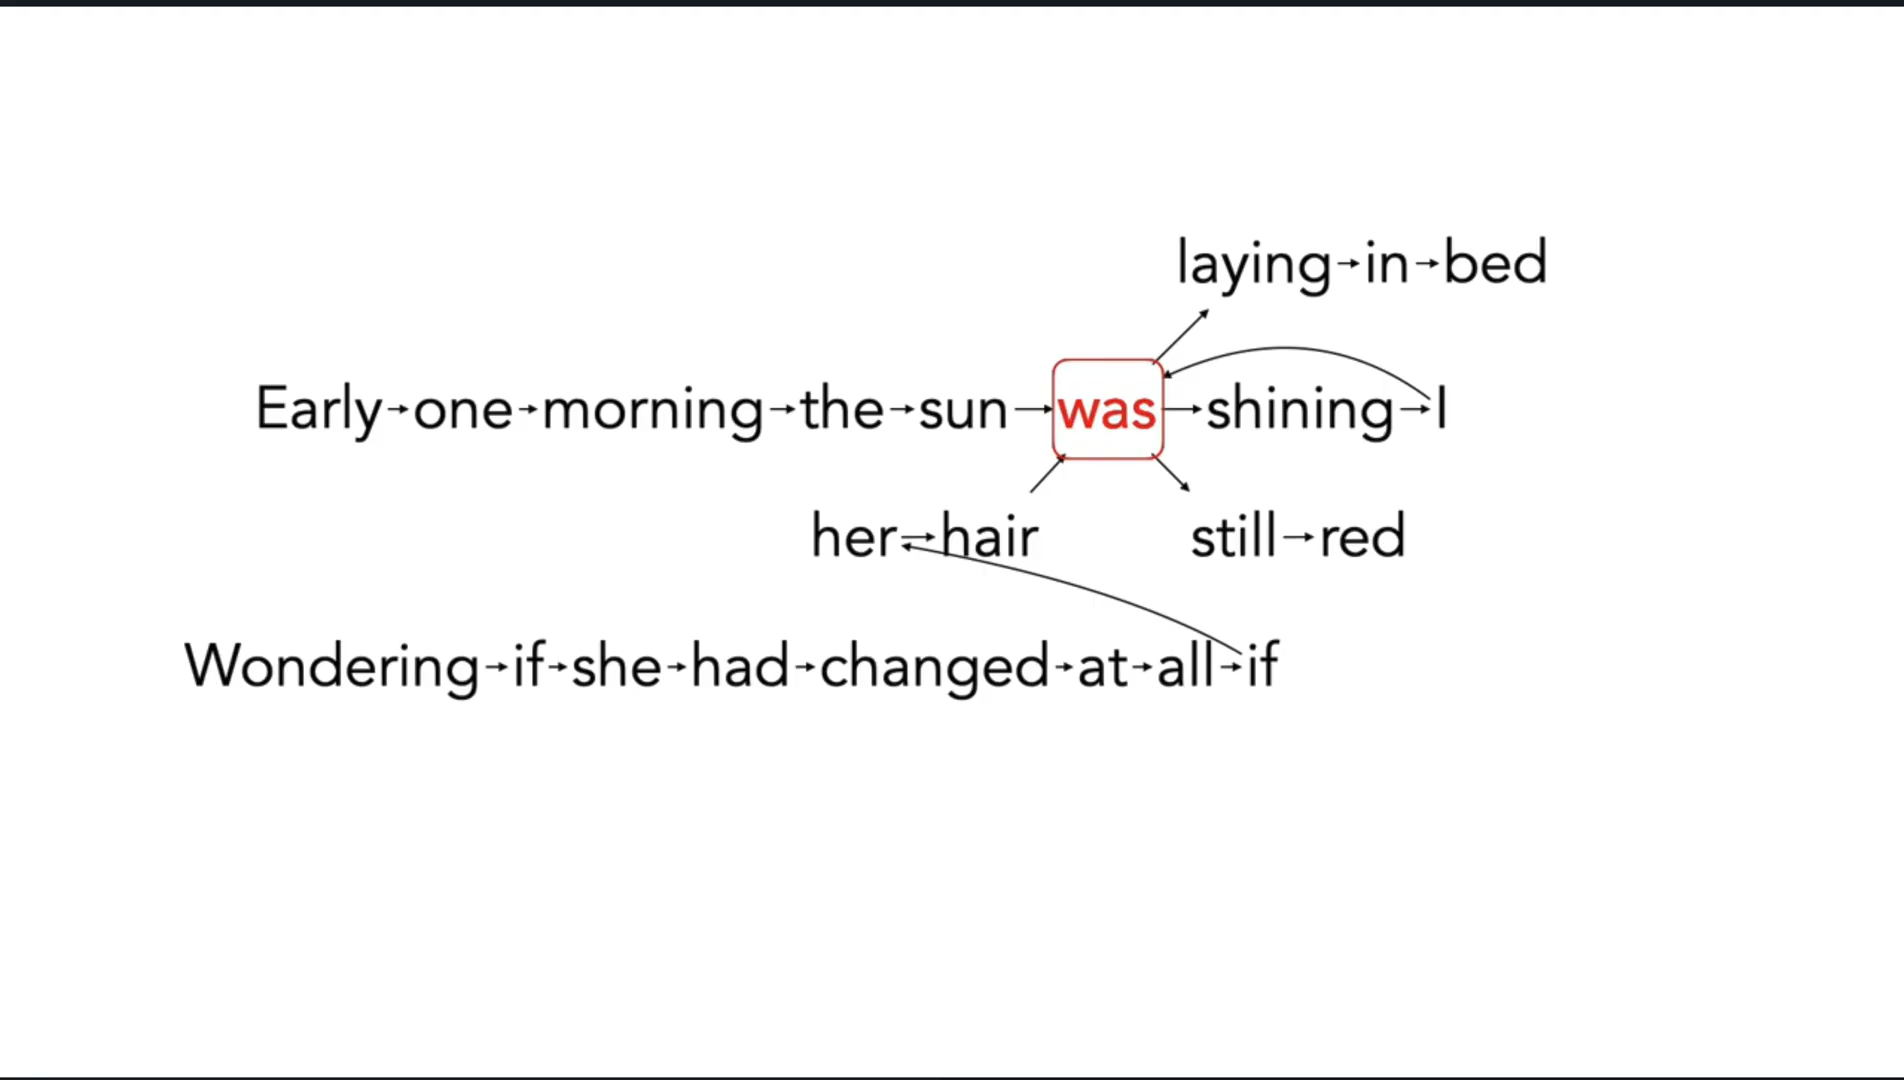 laying→in→bed
Early→one→morning→the→sun→was→shining→I
her→hair still→red
Wondering→if→she→had→changed→at→all→if